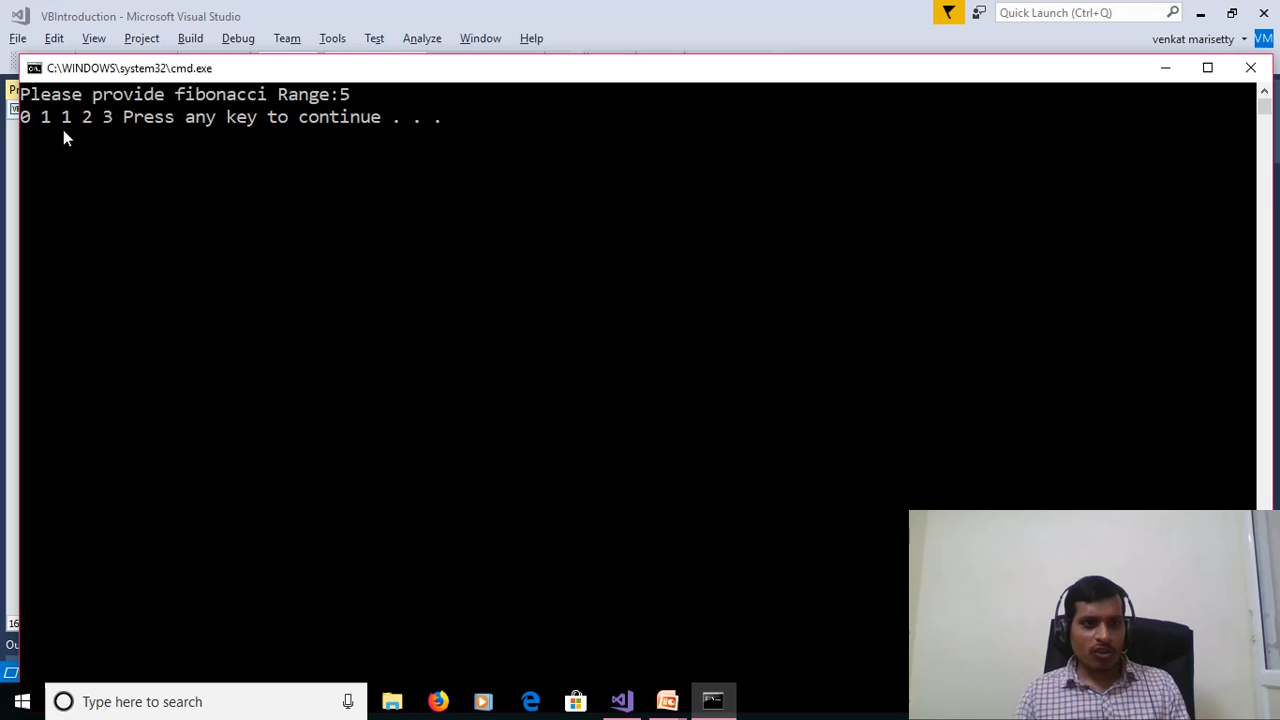 VBIntroduction - Microsoft Visual Studio
Quick Launch (Ctrl+Q)
File Edit View Project Build Debug Team Tools Test Analyze Window Help
venkat marisetty
VM
C:\WINDOWS\system32\cmd.exe
Please provide fibonacci Range:5
0 1 1 2 3 Press any key to continue . . .
16
Type here to search